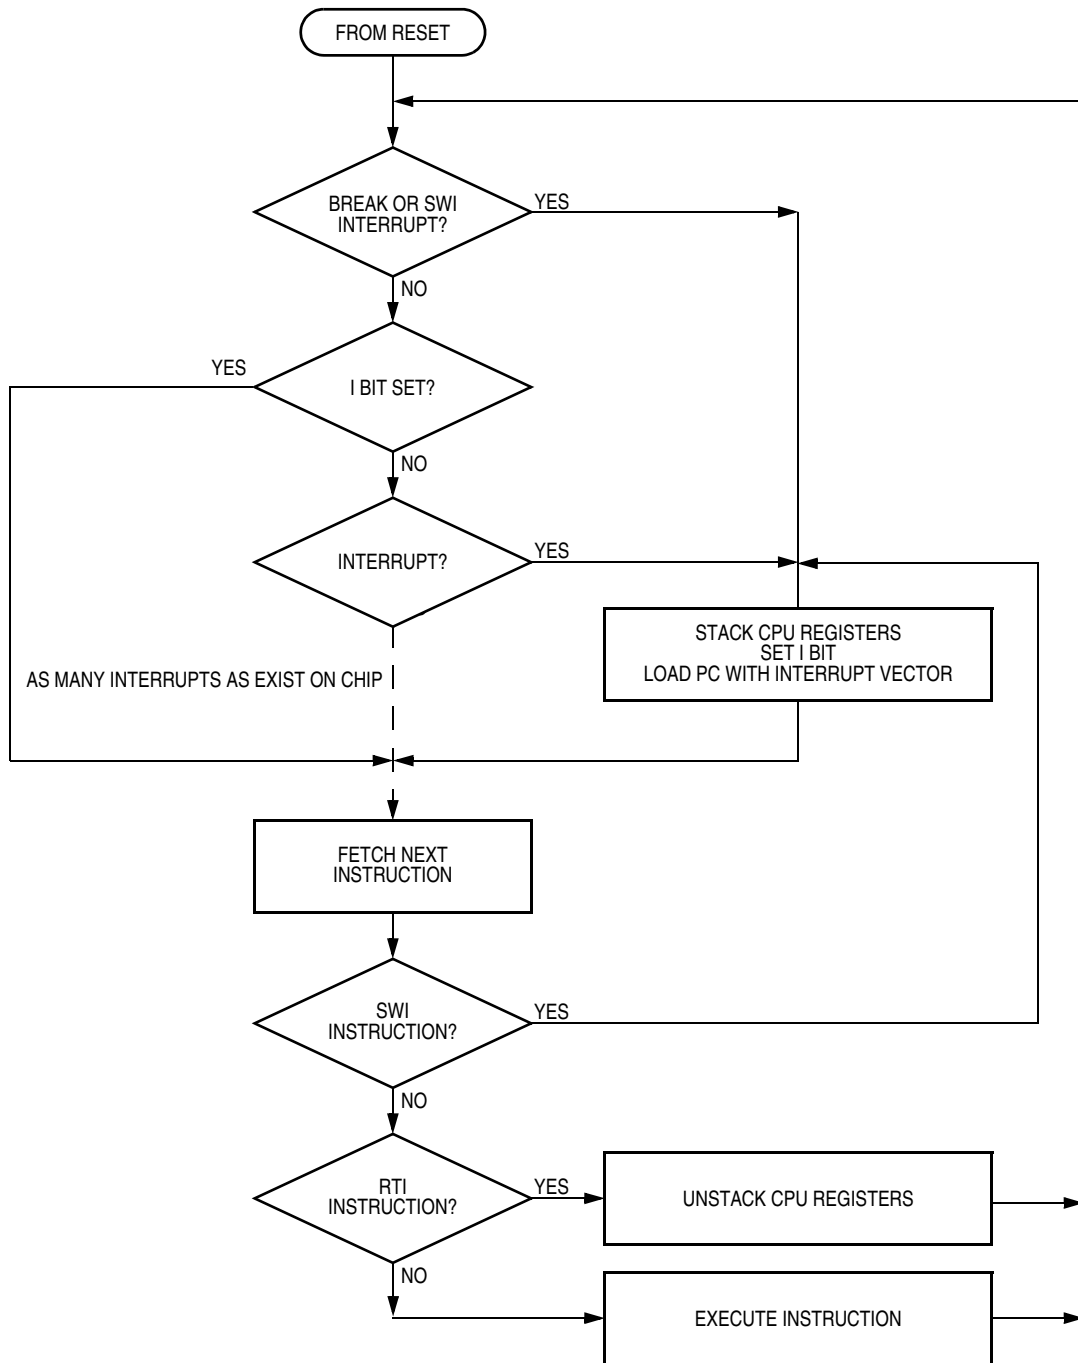 FROM RESET
BREAK OR SWI
INTERRUPT?
YES
NO
YES
I BIT SET?
NO
INTERRUPT?
YES
STACK CPU REGISTERS
SET I BIT
LOAD PC WITH INTERRUPT VECTOR
AS MANY INTERRUPTS AS EXIST ON CHIP
FETCH NEXT
INSTRUCTION
SWI
INSTRUCTION?
YES
NO
RTI
INSTRUCTION?
YES
UNSTACK CPU REGISTERS
NO
EXECUTE INSTRUCTION